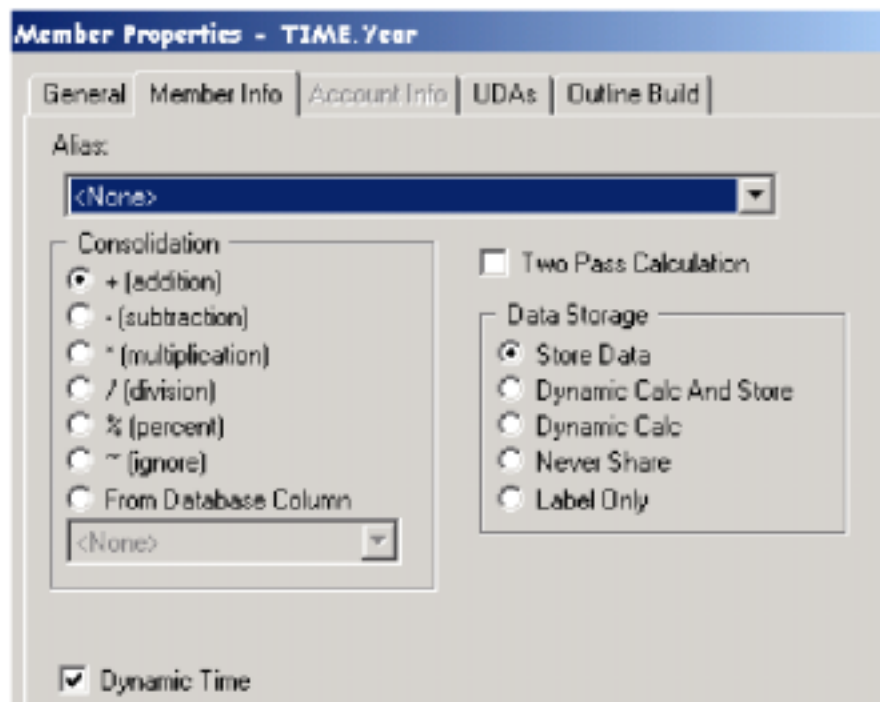 Member Properties - TIME.Year
General Member Info Account Info UDAs Outline Build
Alias:
<None>
Consolidation
+ (addition)
- (subtraction)
* (multiplication)
/ (division)
% (percent)
~ (ignore)
From Database Column
<None>
Two Pass Calculation
Data Storage
Store Data
Dynamic Calc And Store
Dynamic Calc
Never Share
Label Only
Dynamic Time